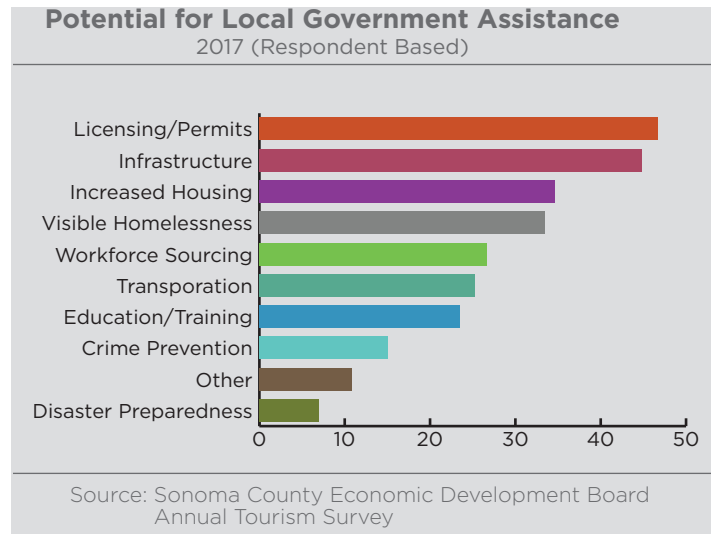 Potential for Local Government Assistance
2017 (Respondent Based)
Licensing/Permits
Infrastructure
Increased Housing
Visible Homelessness
Workforce Sourcing
Transporation
Education/Training
Crime Prevention
Other
Disaster Preparedness
0 10 20 30 40 50
Source: Sonoma County Economic Development Board
Annual Tourism Survey